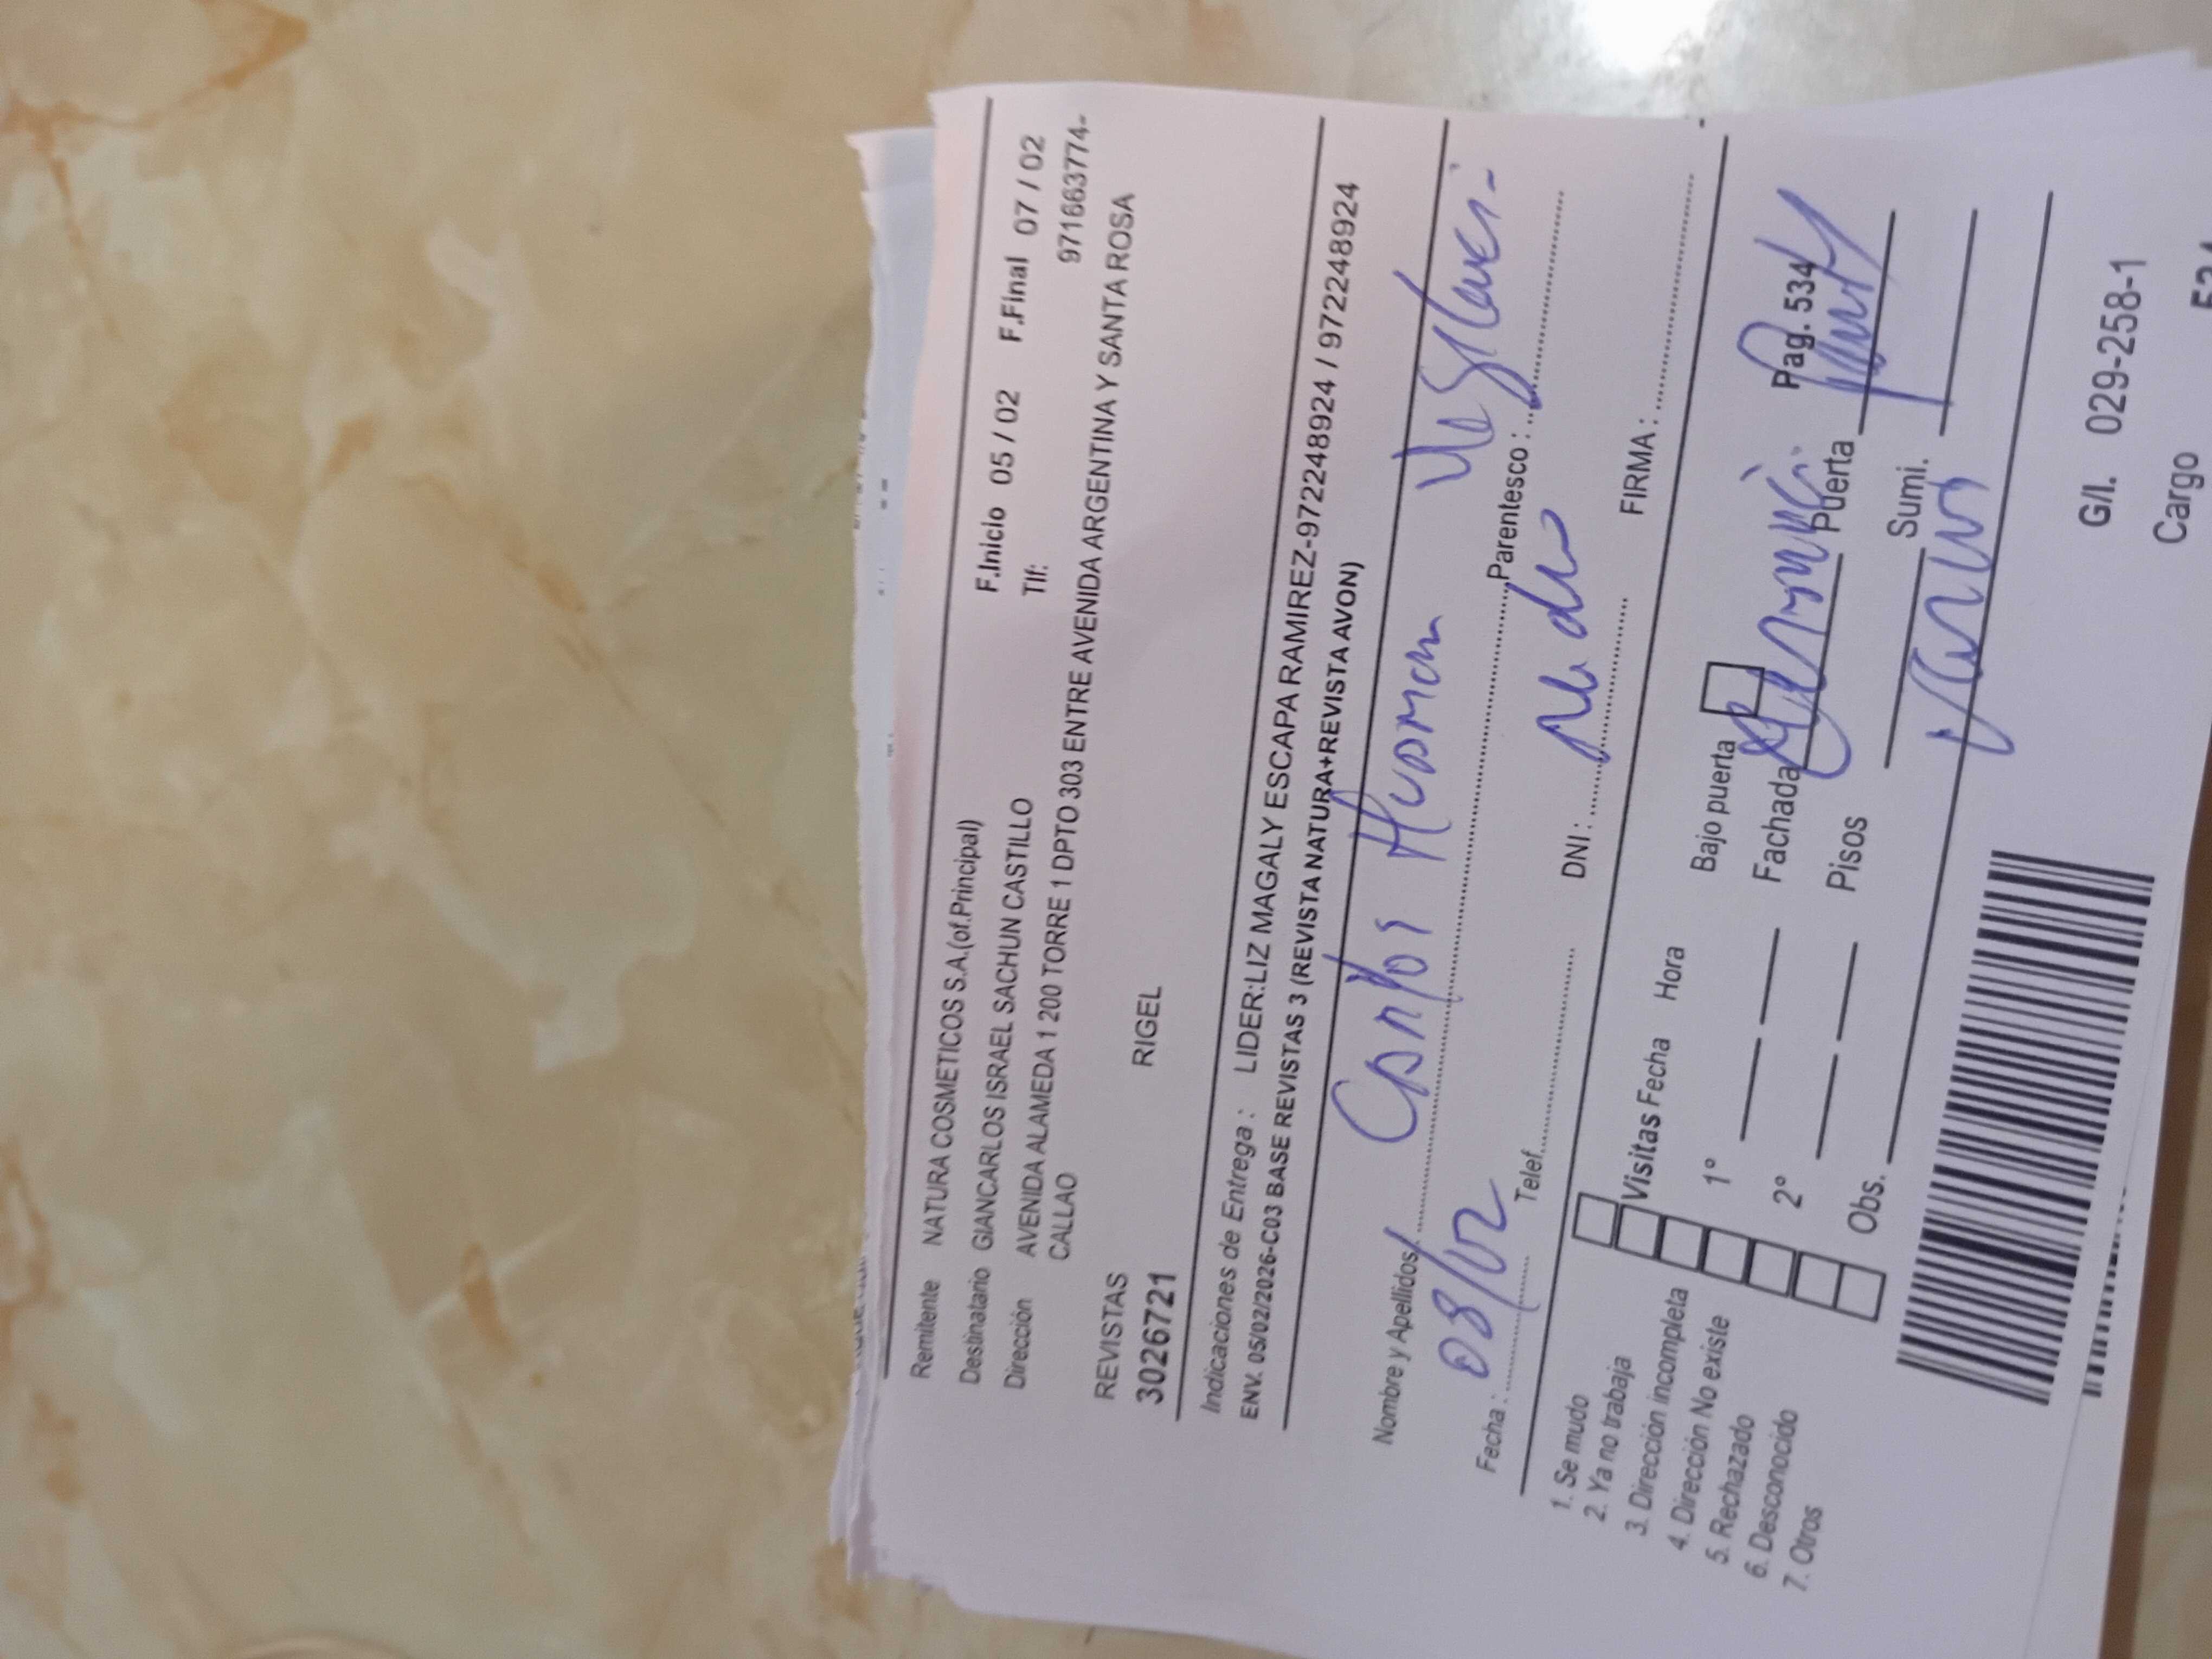 Remitente NATURA COSMETICOS S.A.(of.Principal)
Destinatario GIANCARLOS ISRAEL SACHUN CASTILLO F.Inicio 05 / 02 F.Final 07 / 02
Dirección AVENIDA ALAMEDA 1 200 TORRE 1 DPTO 303 ENTRE AVENIDA ARGENTINA Y SANTA ROSA Tlf: 971663774-
CALLAO
REVISTAS
3026721 RIGEL
Indicaciones de Entrega : LIDER:LIZ MAGALY ESCAPA RAMIREZ-972248924 / 972248924
ENV. 05/02/2026-C03 BASE REVISTAS 3 (REVISTA NATURA+REVISTA AVON)
Nombre y Apellidos Carlos Huaman
Fecha : 08/02 Telef. Parentesco :
DNI : FIRMA :
1. Se mudo
2. Ya no trabaja
3. Dirección incompleta
4. Dirección No existe
5. Rechazado
6. Desconocido
7. Otros
Visitas Fecha Hora
1º
2º
Obs.
Bajo puerta Pag. 534
Fachada Puerta
Pisos Sumi.
G/I. 029-258-1
Cargo